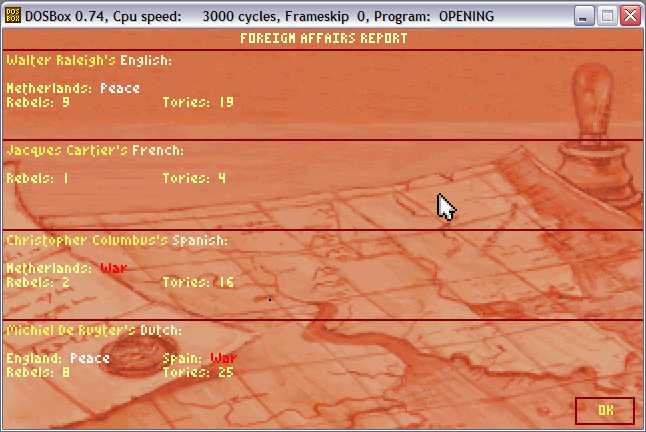 DOS BOX DOSBox 0.74, Cpu speed: 3000 cycles, Frameskip 0, Program: OPENING
FOREIGN AFFAIRS REPORT
Walter Raleigh's English:
Netherlands: Peace
Rebels: 9 Tories: 19
Jacques Cartier's French:
Rebels: 1 Tories: 4
Christopher Columbus's Spanish:
Netherlands: War
Rebels: 2 Tories: 16
Michiel De Ruyter's Dutch:
England: Peace Spain: War
Rebels: 8 Tories: 25
OK